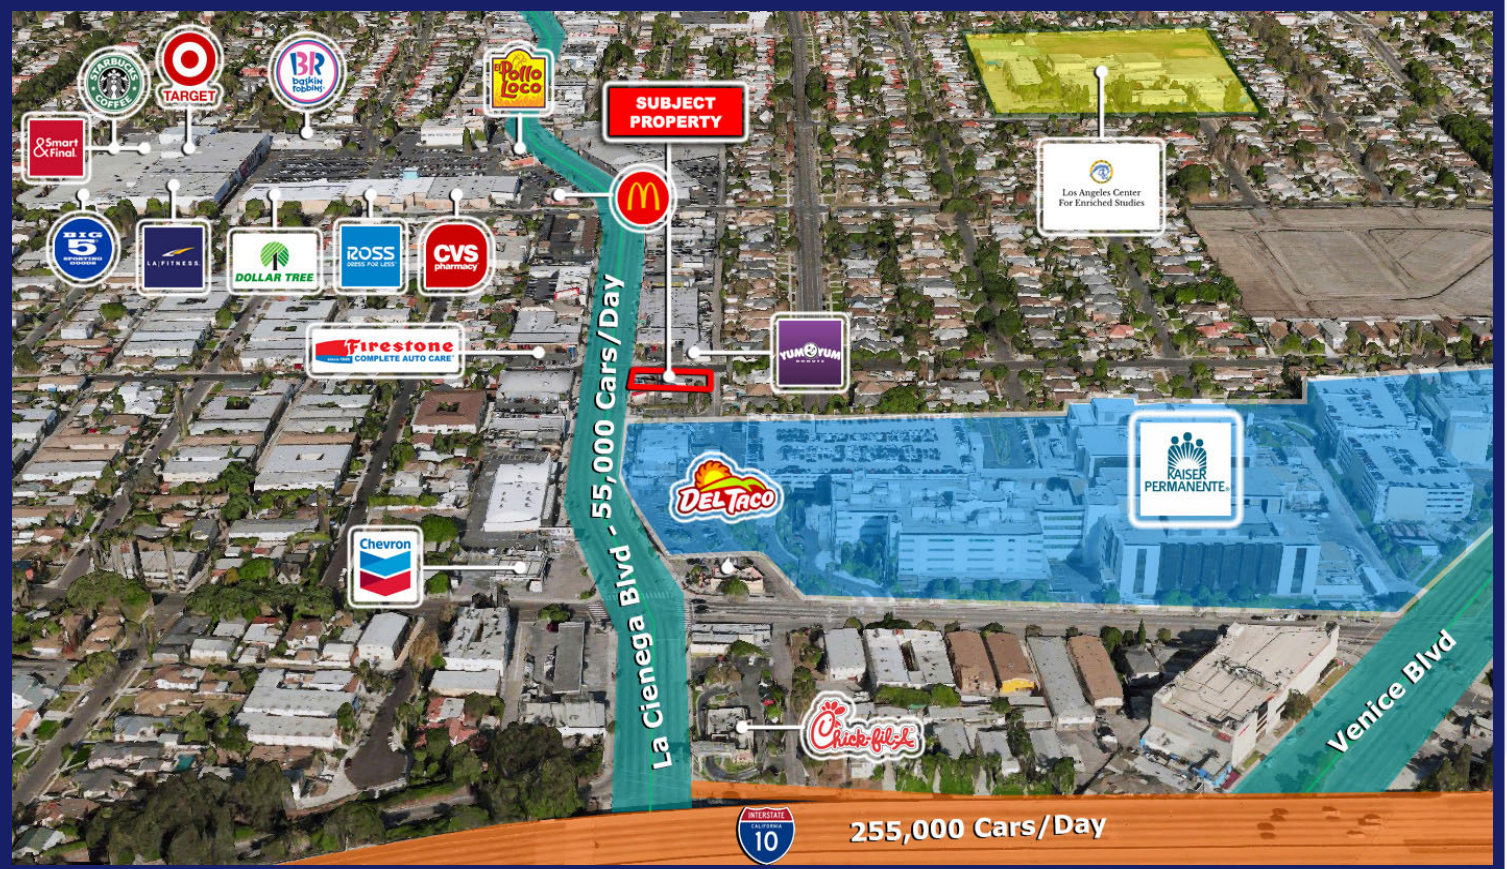 STARBUCKS
COFFEE
TARGET
BR
baskin
robbins
El Pollo
Loco
SUBJECT
PROPERTY
&Smart
Final
BIG
5
SPORTING
GOODS
LA|FITNESS
DOLLAR TREE
ROSS
DRESS FOR LESS
CVS
pharmacy
Los Angeles Center
For Enriched Studies
Firestone
COMPLETE AUTO CARE
YUM YUM
DONUTS
La Cienega Blvd - 55,000 Cars/Day
DEL TACO
KAISER
PERMANENTE
Chevron
Chick-fil-A
Venice Blvd
INTERSTATE
CALIFORNIA
10
255,000 Cars/Day